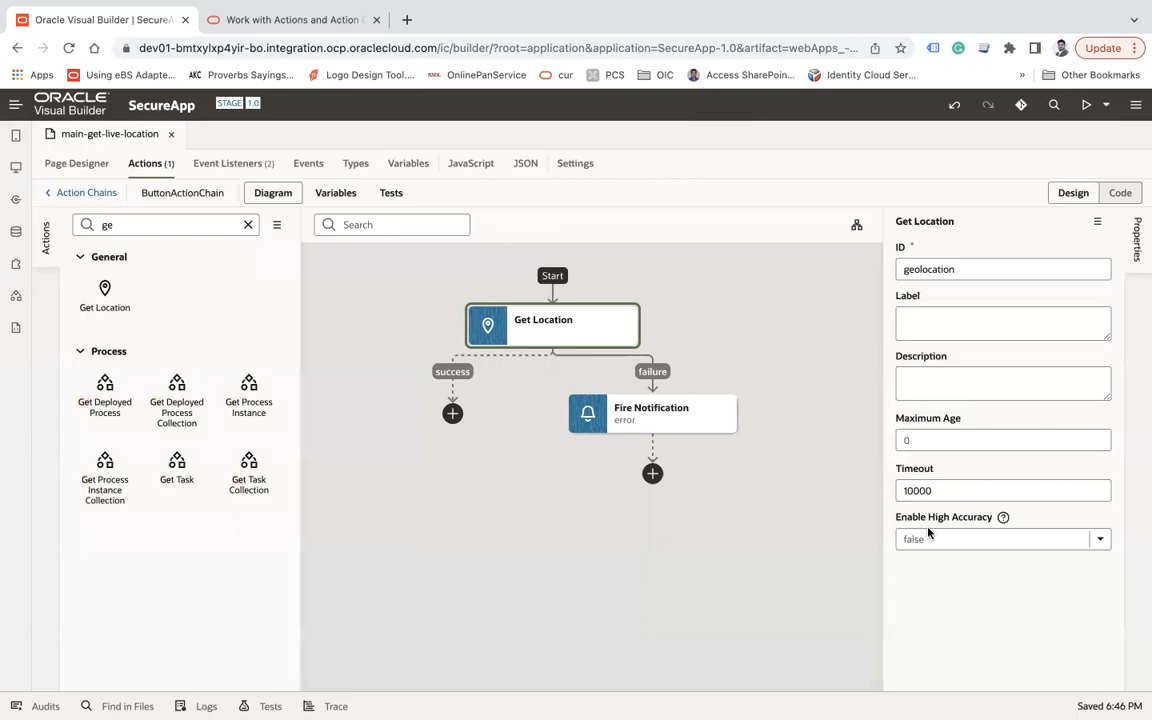 Oracle Visual Builder | SecureA
Work with Actions and Action C
dev01-bmtxylxp4yir-bo.integration.ocp.oraclecloud.com/ic/builder/?root=application&application=SecureApp-1.0&artifact=webApps_-...
Update
Apps
Using eBS Adapte...
AKC Proverbs Sayings...
Logo Design Tool....
OnlinePanService
cur
PCS
OIC
Access SharePoin...
Identity Cloud Ser...
»
Other Bookmarks
ORACLE
Visual Builder
SecureApp
STAGE 1.0
main-get-live-location
Page Designer
Actions (1)
Event Listeners (2)
Events
Types
Variables
JavaScript
JSON
Settings
Action Chains
ButtonActionChain
Diagram
Variables
Tests
Design
Code
Actions
ge
General
Get Location
Process
Get Deployed
Process
Get Deployed
Process
Collection
Get Process
Instance
Get Process
Instance
Collection
Get Task
Get Task
Collection
Search
Start
Get Location
success
failure
Fire Notification
error
Get Location
ID *
geolocation
Label
Description
Maximum Age
0
Timeout
10000
Enable High Accuracy ?
false
Properties
Audits
Find in Files
Logs
Tests
Trace
Saved 6:46 PM